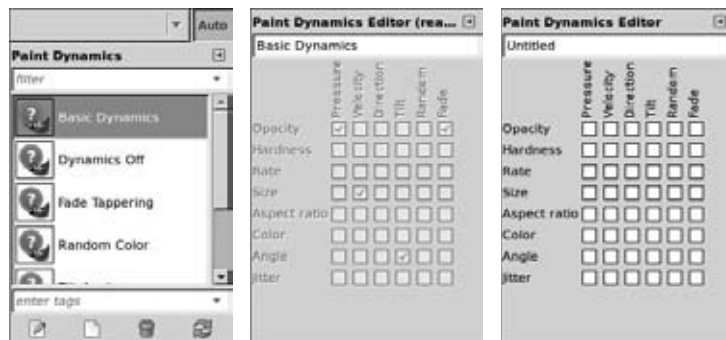 Auto
Paint Dynamics
filter
Basic Dynamics
Dynamics Off
Fade Tappering
Random Color
enter tags
Paint Dynamics Editor (rea...
Basic Dynamics
Pressure
Velocity
Direction
Tilt
Random
Fade
Opacity
Hardness
Rate
Size
Aspect ratio
Color
Angle
Jitter
Paint Dynamics Editor
Untitled
Pressure
Velocity
Direction
Tilt
Random
Fade
Opacity
Hardness
Rate
Size
Aspect ratio
Color
Angle
Jitter